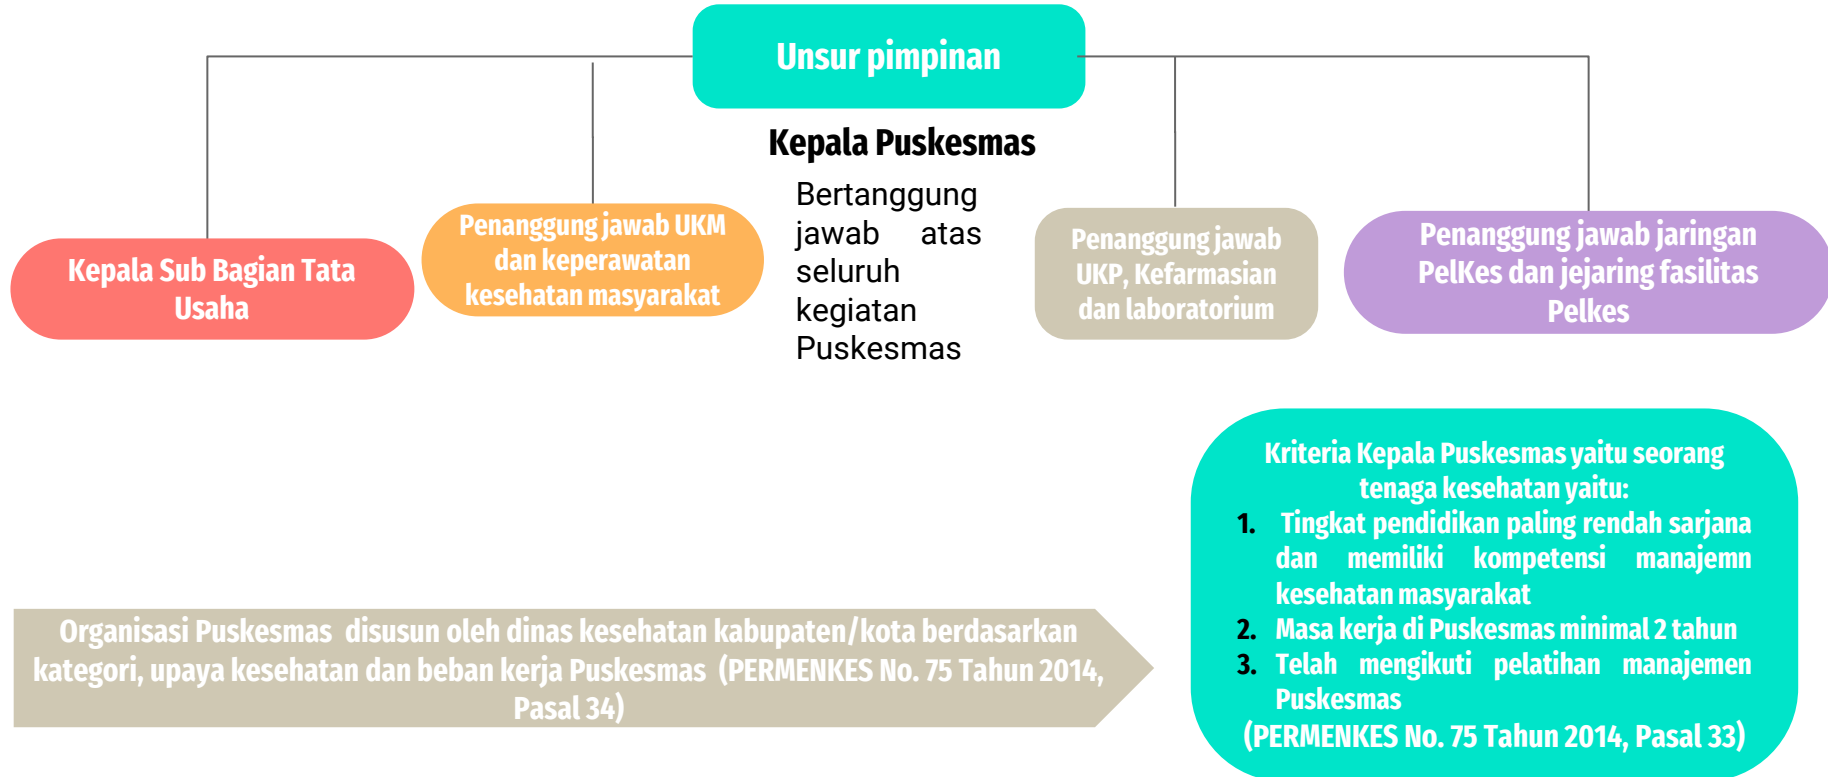 Unsur pimpinan
Kepala Puskesmas
Bertanggung
jawab atas
seluruh
kegiatan
Puskesmas
Kepala Sub Bagian Tata
Usaha
Penanggung jawab UKM
dan keperawatan
kesehatan masyarakat
Penanggung jawab
UKP, Kefarmasian
dan laboratorium
Penanggung jawab jaringan
PelKes dan jejaring fasilitas
Pelkes
Organisasi Puskesmas disusun oleh dinas kesehatan kabupaten/kota berdasarkan
kategori, upaya kesehatan dan beban kerja Puskesmas (PERMENKES No. 75 Tahun 2014,
Pasal 34)
Kriteria Kepala Puskesmas yaitu seorang
tenaga kesehatan yaitu:
1. Tingkat pendidikan paling rendah sarjana
dan memiliki kompetensi manajemn
kesehatan masyarakat
2. Masa kerja di Puskesmas minimal 2 tahun
3. Telah mengikuti pelatihan manajemen
Puskesmas
(PERMENKES No. 75 Tahun 2014, Pasal 33)